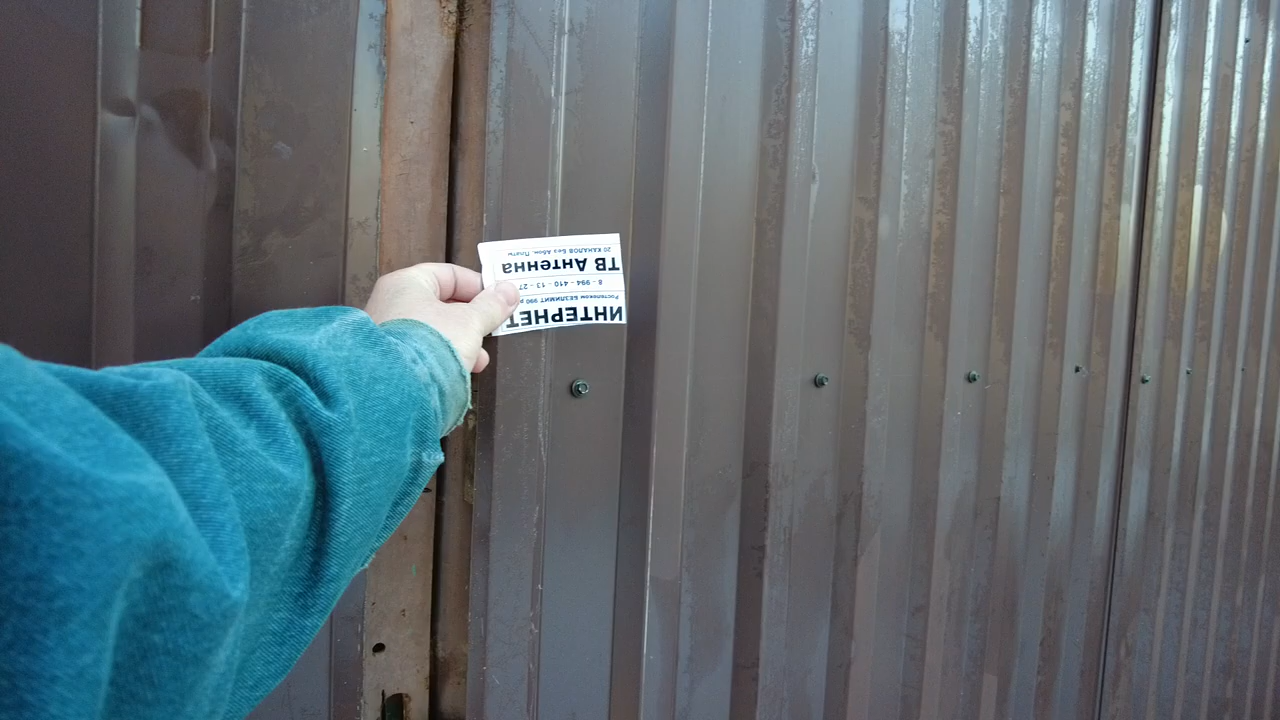 ИНТЕРНЕТ
Ростелеком БЕЗЛИМИТ 990 р
8 - 994 - 410 - 13 - 27
ТВ Антенна
20 КАНАЛОВ Без Абон. Платы